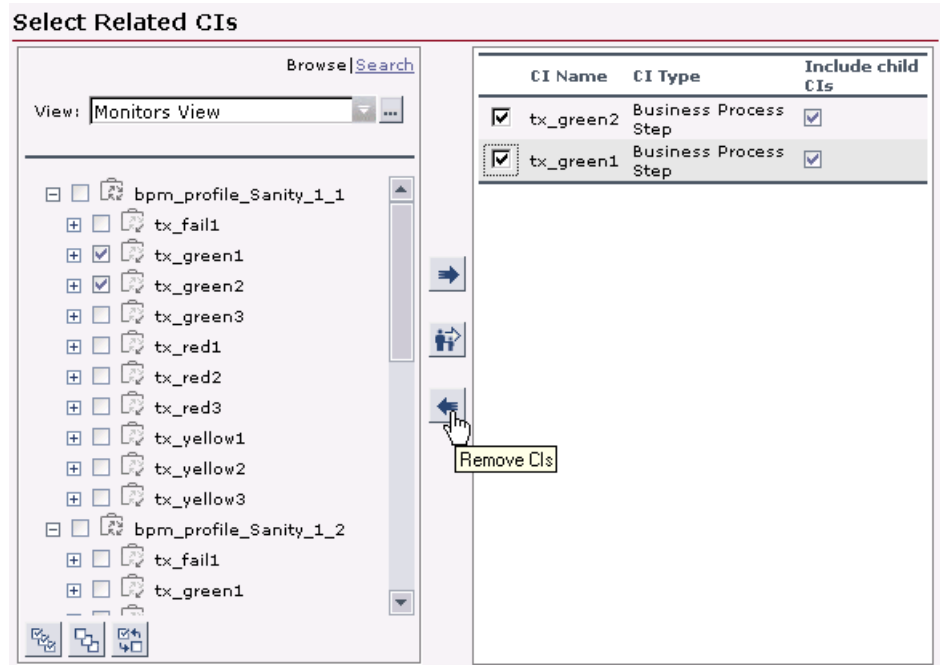 Select Related CIs
Browse|Search
View: Monitors View ...
bpm_profile_Sanity_1_1
tx_fail1
tx_green1
tx_green2
tx_green3
tx_red1
tx_red2
tx_red3
tx_yellow1
tx_yellow2
tx_yellow3
bpm_profile_Sanity_1_2
tx_fail1
tx_green1
Remove CIs
CI Name CI Type Include child
CIs
tx_green2 Business Process
Step
tx_green1 Business Process
Step